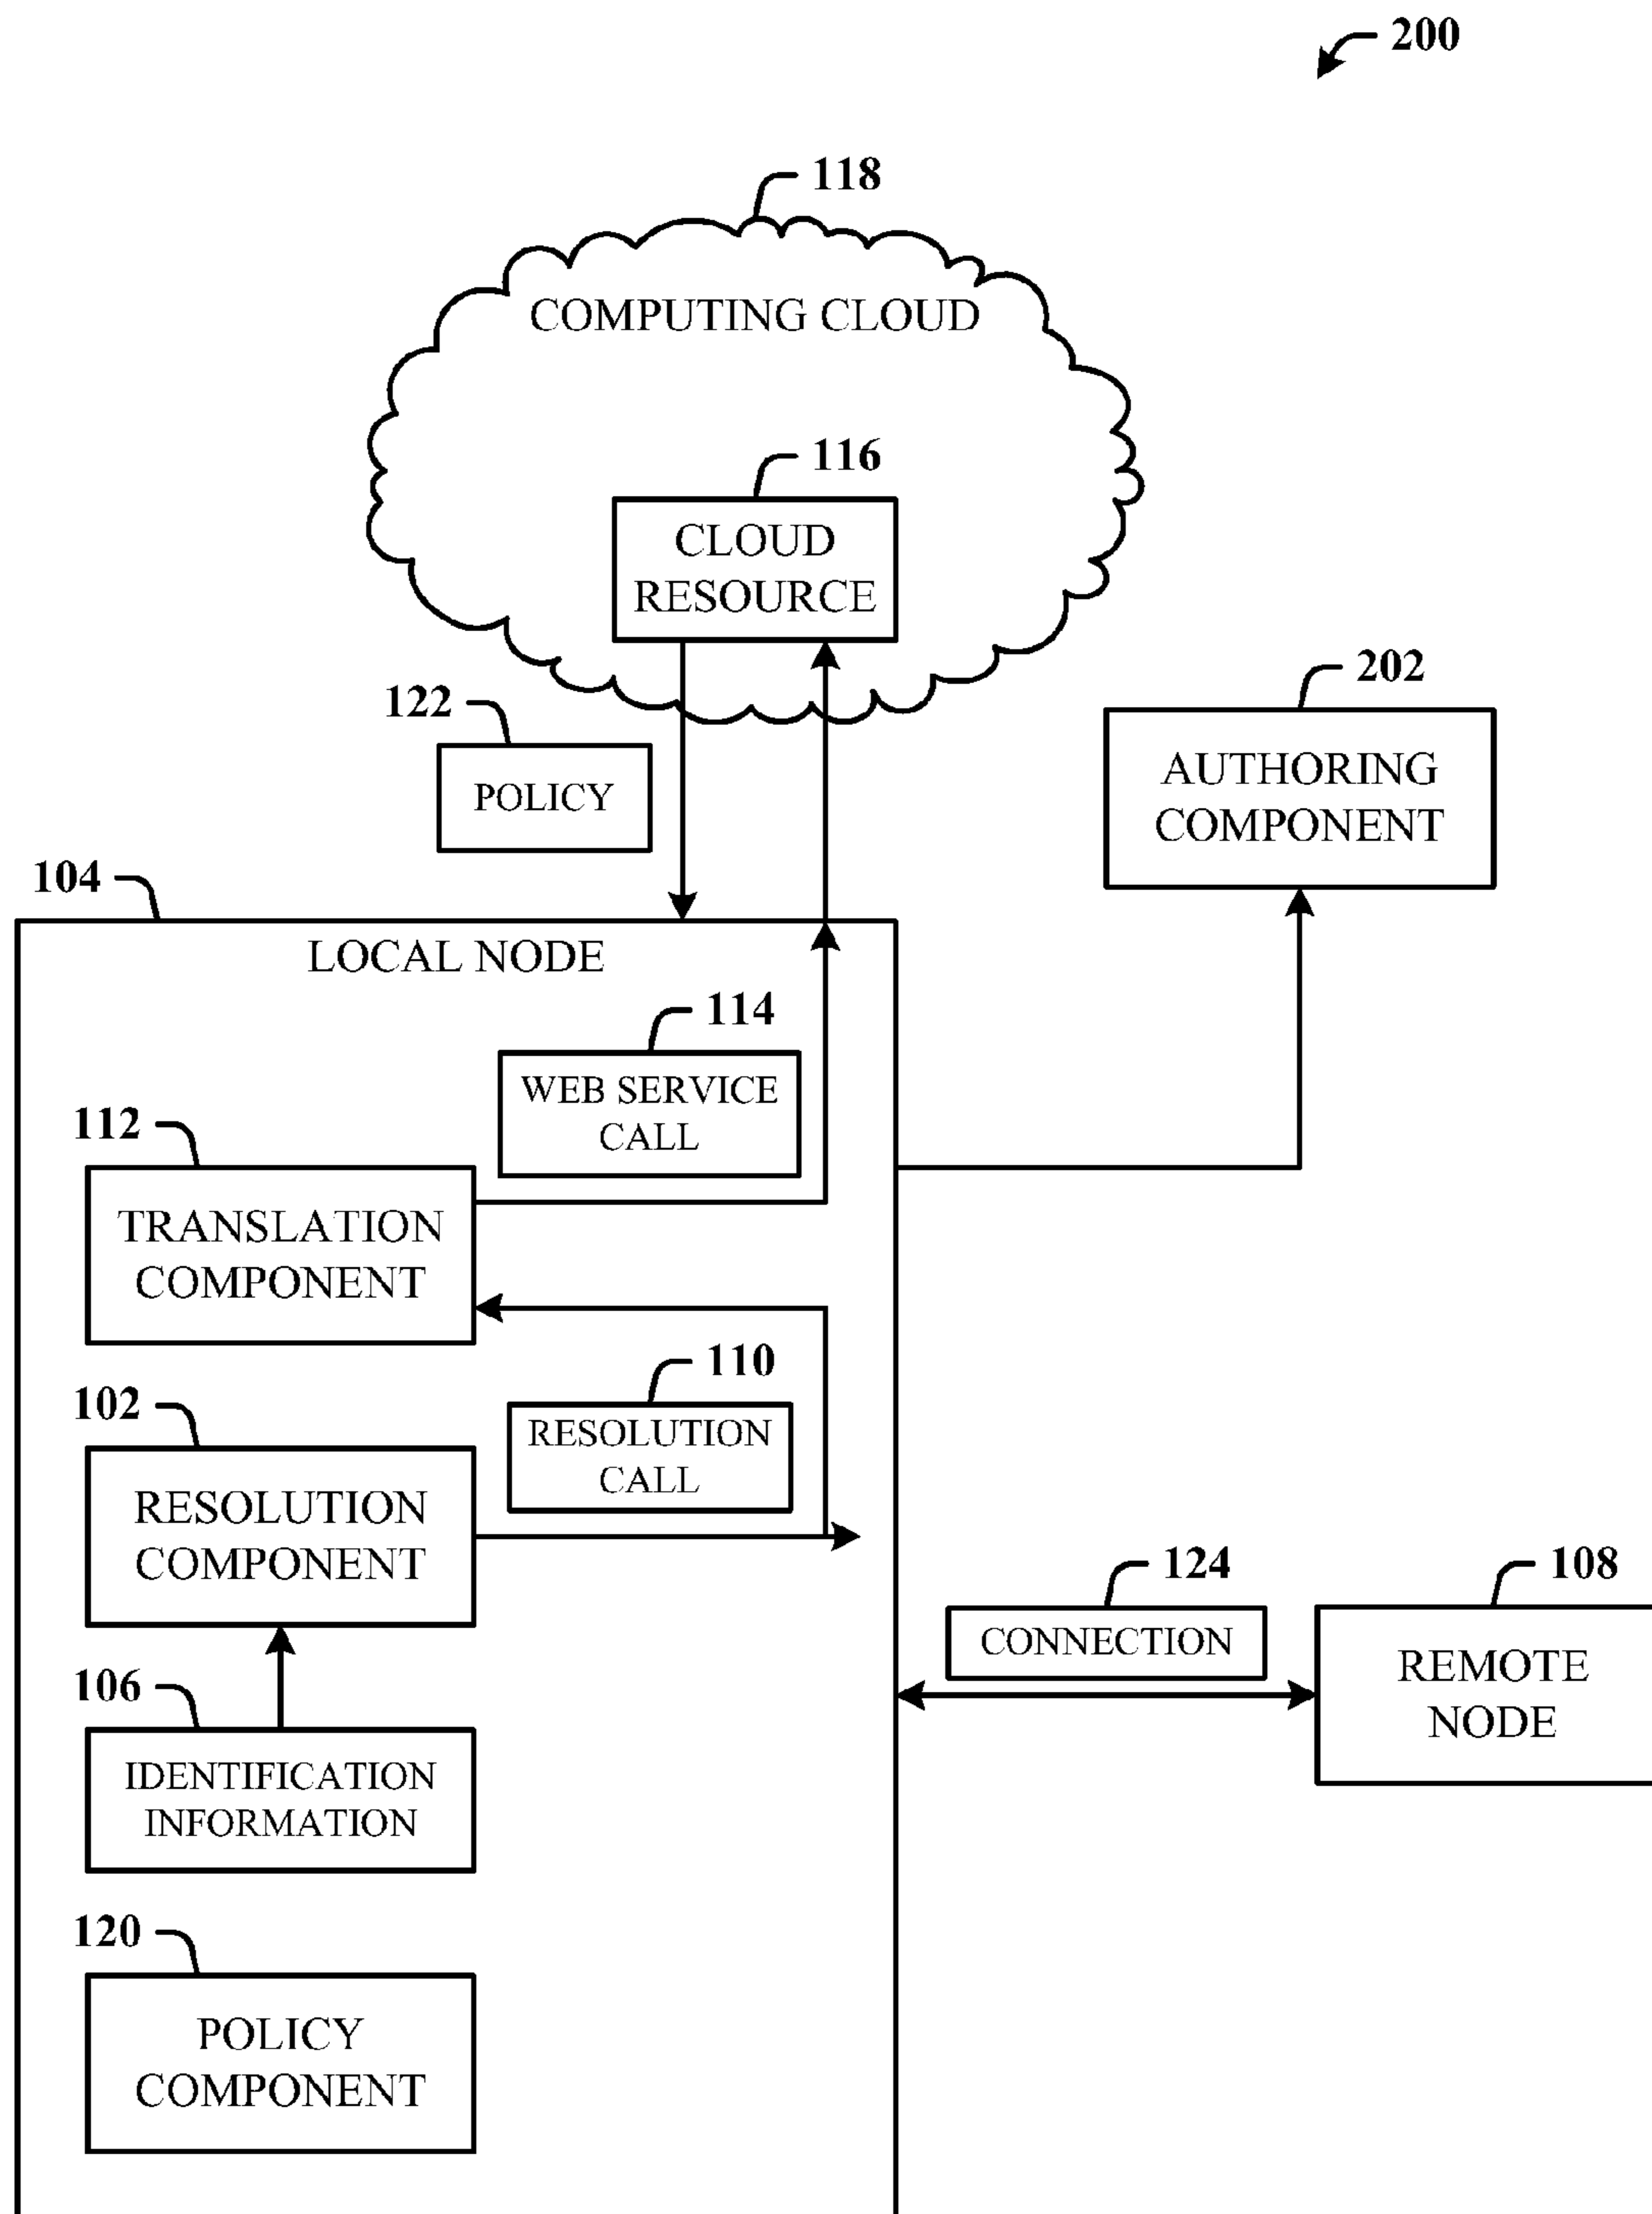 200
118
COMPUTING CLOUD
116
CLOUD
RESOURCE
122
POLICY
202
AUTHORING
COMPONENT
104
LOCAL NODE
114
WEB SERVICE
CALL
112
TRANSLATION
COMPONENT
110
RESOLUTION
CALL
102
RESOLUTION
COMPONENT
124
CONNECTION
108
REMOTE
NODE
106
IDENTIFICATION
INFORMATION
120
POLICY
COMPONENT